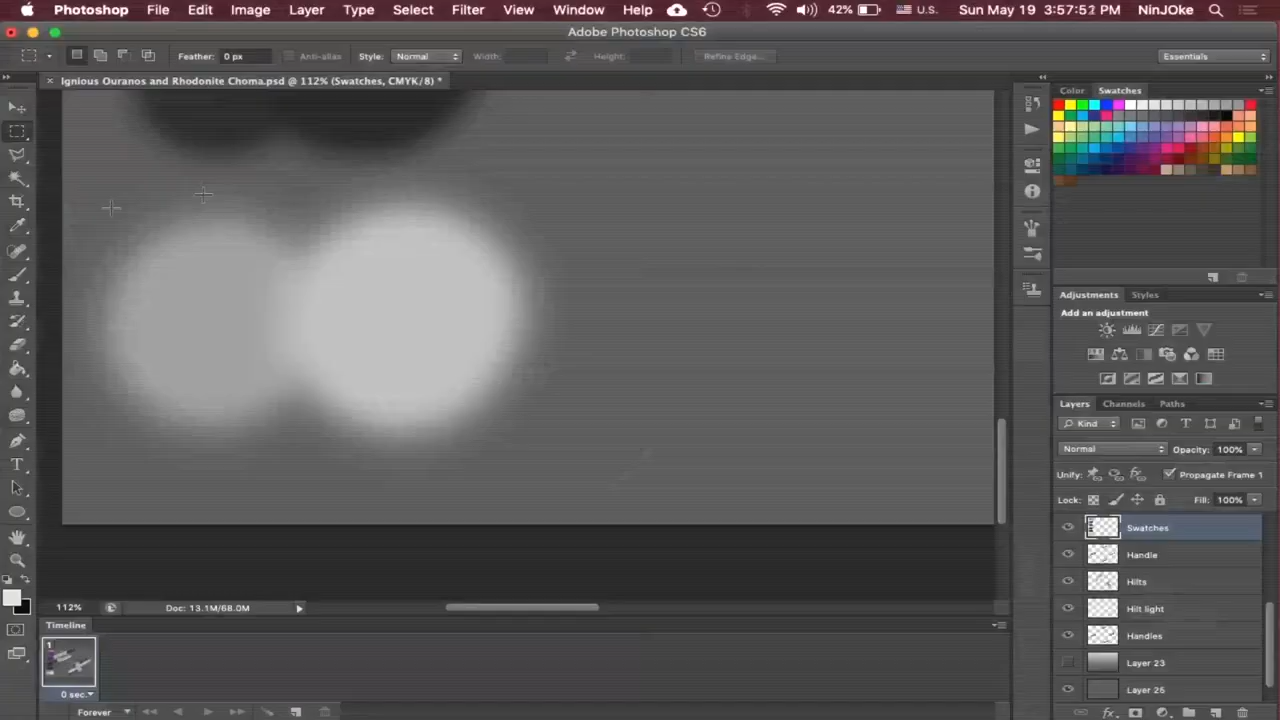 Photoshop File Edit Image Layer Type Select Filter View Window Help 42% U.S. Sun May 19 3:57:52 PM NinJOke
Adobe Photoshop CS6
Feather: 0 px Anti-alias Style: Normal Width: Height: Refine Edge... Essentials
Ignious Ouranos and Rhodonite Choma.psd @ 112% (Swatches, CMYK/8) *
Color Swatches
Adjustments Styles
Add an adjustment
Layers Channels Paths
Kind
Normal Opacity: 100%
Unify: Propagate Frame 1
Lock: Fill: 100%
Swatches
Handle
Hilts
Hilt light
Handles
Layer 23
Layer 25
112% Doc: 13.1M/68.0M
Timeline
1
0 sec.
Forever